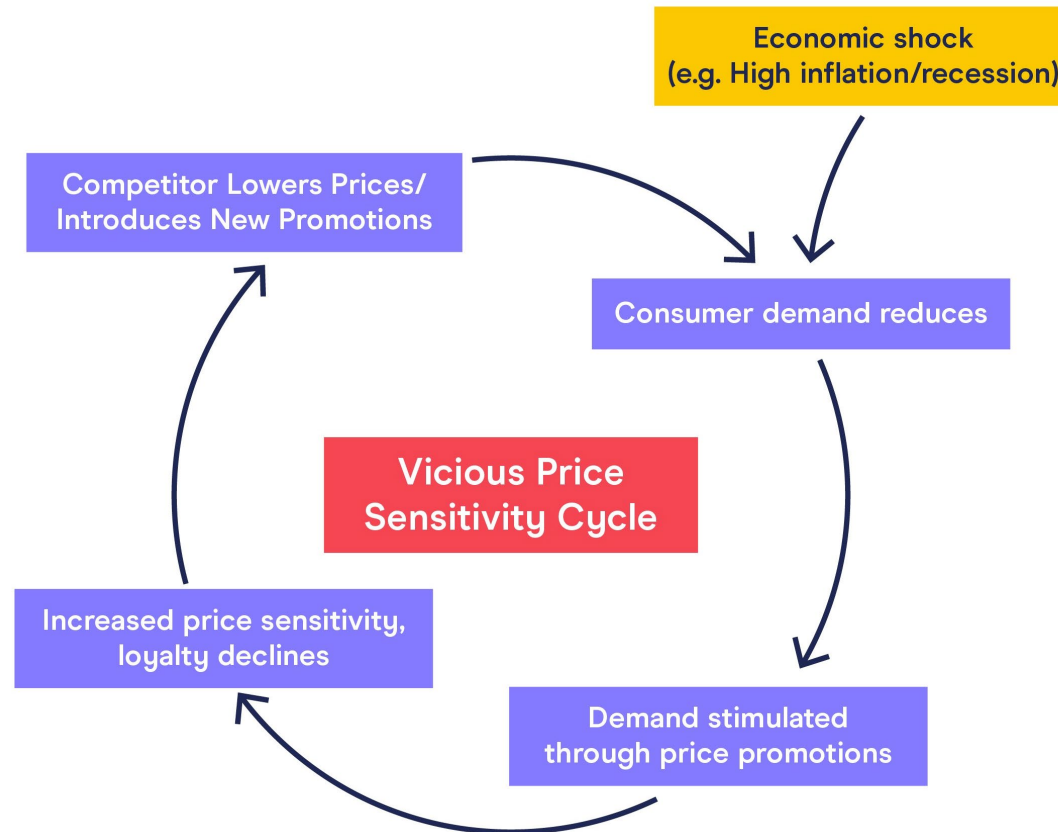 Economic shock
(e.g. High inflation/recession)
Competitor Lowers Prices/
Introduces New Promotions
Consumer demand reduces
Vicious Price
Sensitivity Cycle
Increased price sensitivity,
loyalty declines
Demand stimulated
through price promotions